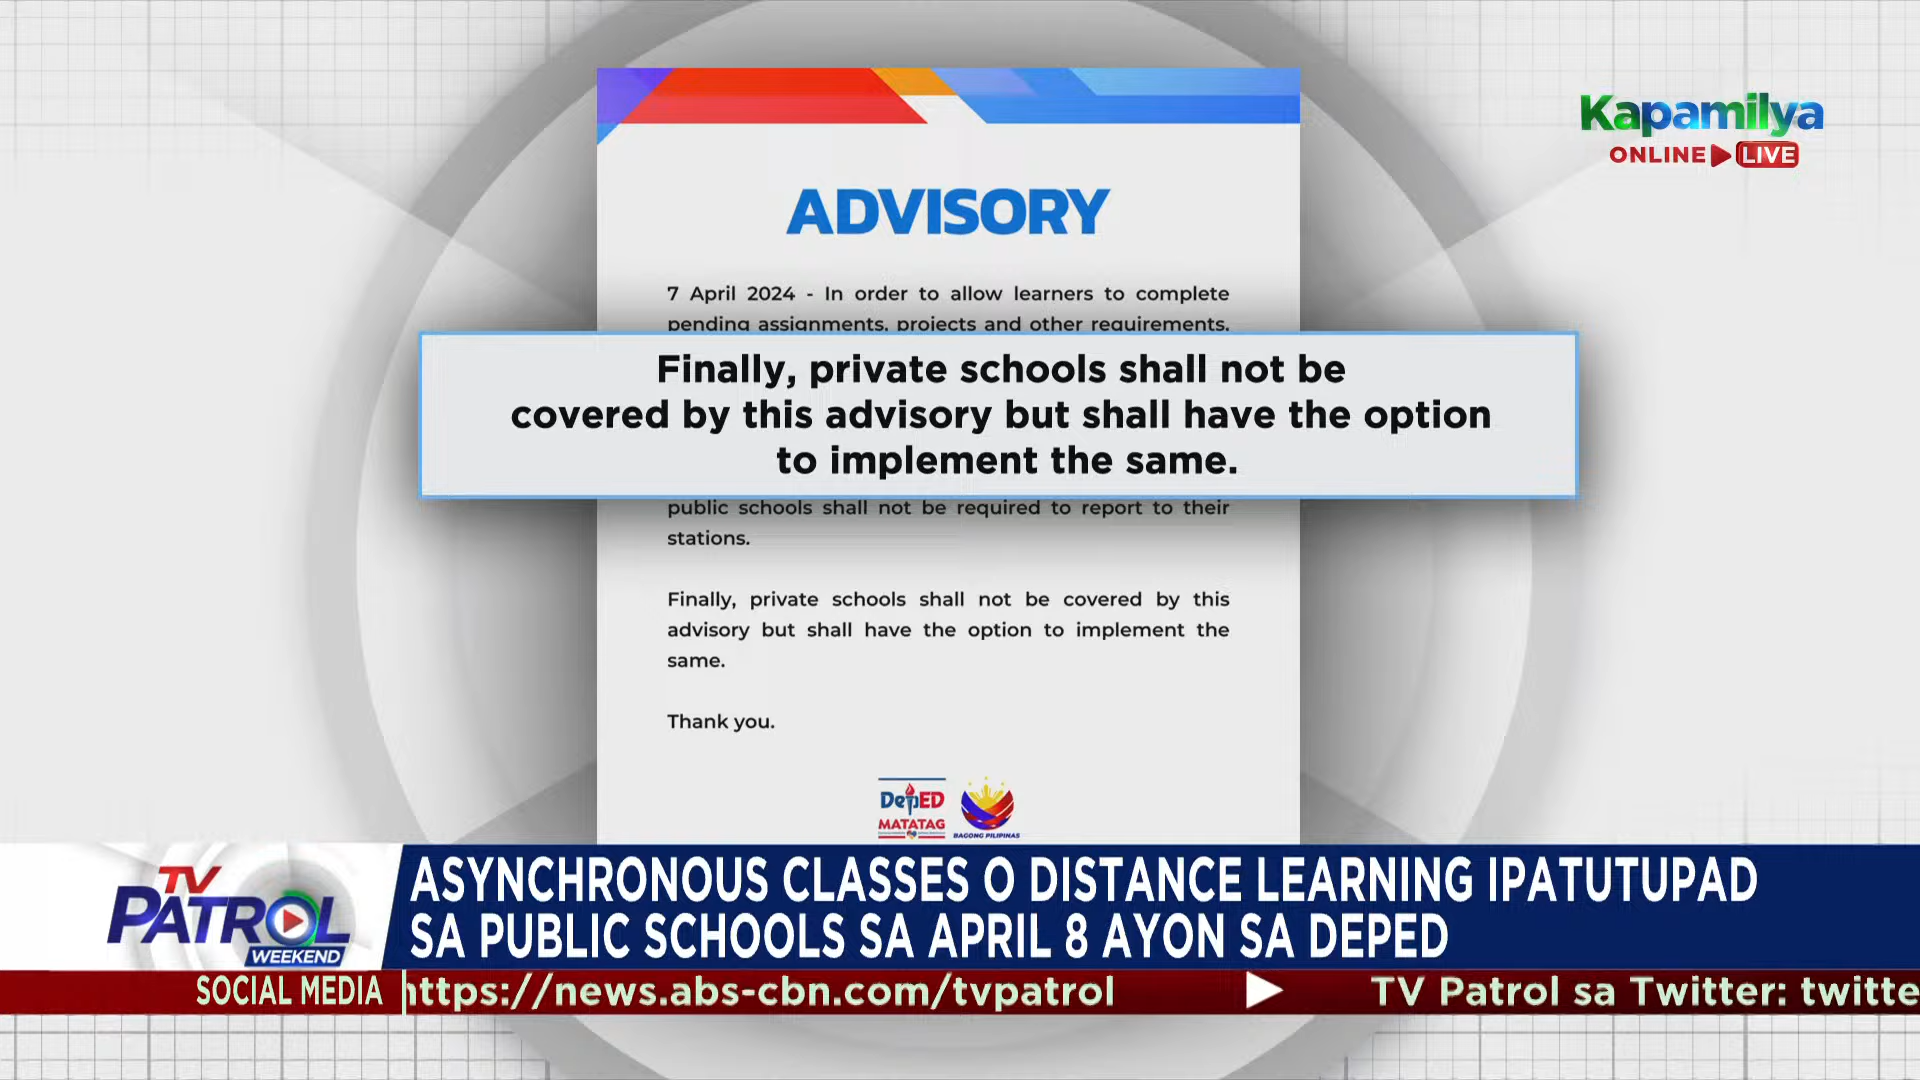 Kapamilya
ONLINE LIVE
ADVISORY
7 April 2024 - In order to allow learners to complete
pending assignments, projects and other requirements,
Finally, private schools shall not be
covered by this advisory but shall have the option
to implement the same.
public schools shall not be required to report to their
stations.
Finally, private schools shall not be covered by this
advisory but shall have the option to implement the
same.
Thank you.
DepED
MATATAG
BAGONG PILIPINAS
TV
PATROL
WEEKEND
ASYNCHRONOUS CLASSES O DISTANCE LEARNING IPATUTUPAD
SA PUBLIC SCHOOLS SA APRIL 8 AYON SA DEPED
SOCIAL MEDIA https://news.abs-cbn.com/tvpatrol TV Patrol sa Twitter: twitte